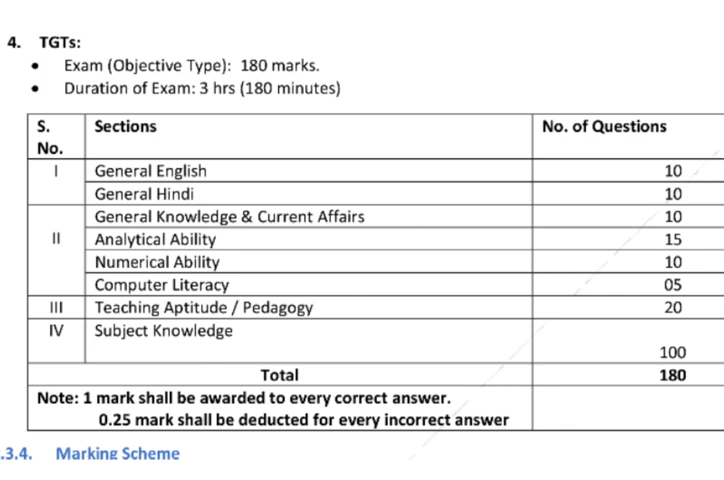 4. TGTs:
• Exam (Objective Type): 180 marks.
• Duration of Exam: 3 hrs (180 minutes)
S. No. Sections No. of Questions
I General English 10
General Hindi 10
General Knowledge & Current Affairs 10
II Analytical Ability 15
Numerical Ability 10
Computer Literacy 05
III Teaching Aptitude / Pedagogy 20
IV Subject Knowledge
100
Total 180
Note: 1 mark shall be awarded to every correct answer.
0.25 mark shall be deducted for every incorrect answer
.3.4. Marking Scheme